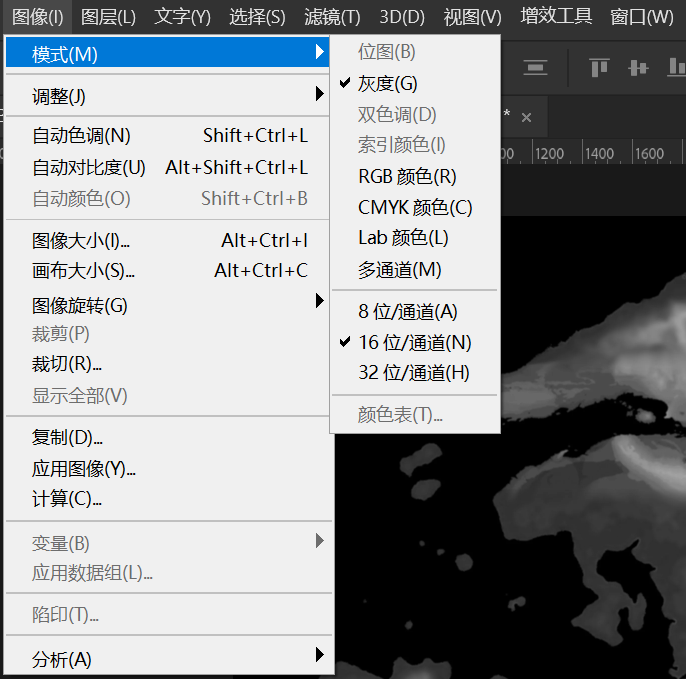 图像(I) 图层(L) 文字(Y) 选择(S) 滤镜(T) 3D(D) 视图(V) 增效工具 窗口(W)
模式(M)
调整(J)
自动色调(N) Shift+Ctrl+L
自动对比度(U) Alt+Shift+Ctrl+L
自动颜色(O) Shift+Ctrl+B
图像大小(I)... Alt+Ctrl+I
画布大小(S)... Alt+Ctrl+C
图像旋转(G)
裁剪(P)
裁切(R)...
显示全部(V)
复制(D)...
应用图像(Y)...
计算(C)...
变量(B)
应用数据组(L)...
陷印(T)...
分析(A)
位图(B)
灰度(G)
双色调(D)
索引颜色(I)
RGB 颜色(R)
CMYK 颜色(C)
Lab 颜色(L)
多通道(M)
8 位/通道(A)
16 位/通道(N)
32 位/通道(H)
颜色表(T)...
* ×
1200 1400 1600